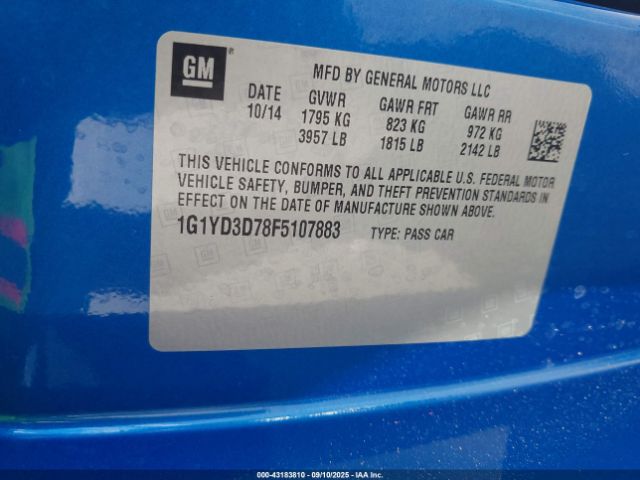 GM
MFD BY GENERAL MOTORS LLC
DATE GVWR GAWR FRT GAWR RR
10/14 1795 KG 823 KG 972 KG
3957 LB 1815 LB 2142 LB
THIS VEHICLE CONFORMS TO ALL APPLICABLE U.S. FEDERAL MOTOR
VEHICLE SAFETY, BUMPER, AND THEFT PREVENTION STANDARDS IN
EFFECT ON THE DATE OF MANUFACTURE SHOWN ABOVE.
1G1YD3D78F5107883 TYPE: PASS CAR
000-43183810 - 09/10/2025 - IAA Inc.